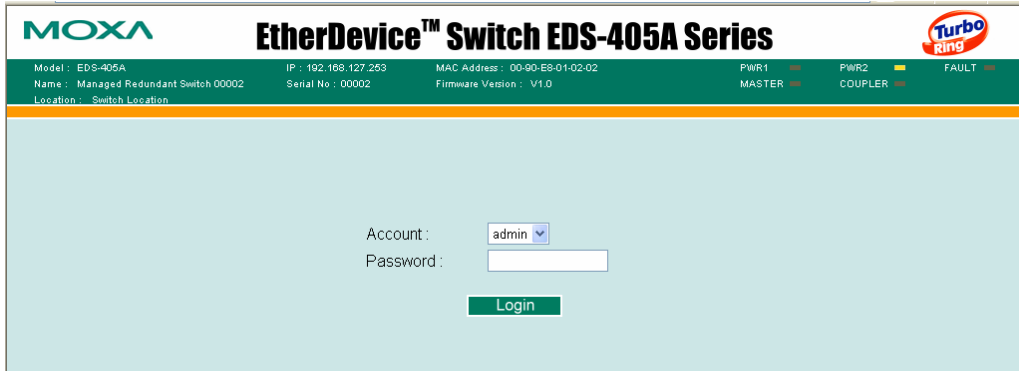 MOXA EtherDevice™ Switch EDS-405A Series Turbo Ring
Model : EDS-405A IP : 192.168.127.253 MAC Address : 00-90-E8-01-02-02 PWR1 PWR2 FAULT
Name : Managed Redundant Switch 00002 Serial No : 00002 Firmware Version : V1.0 MASTER COUPLER
Location : Switch Location
Account : admin
Password :
Login